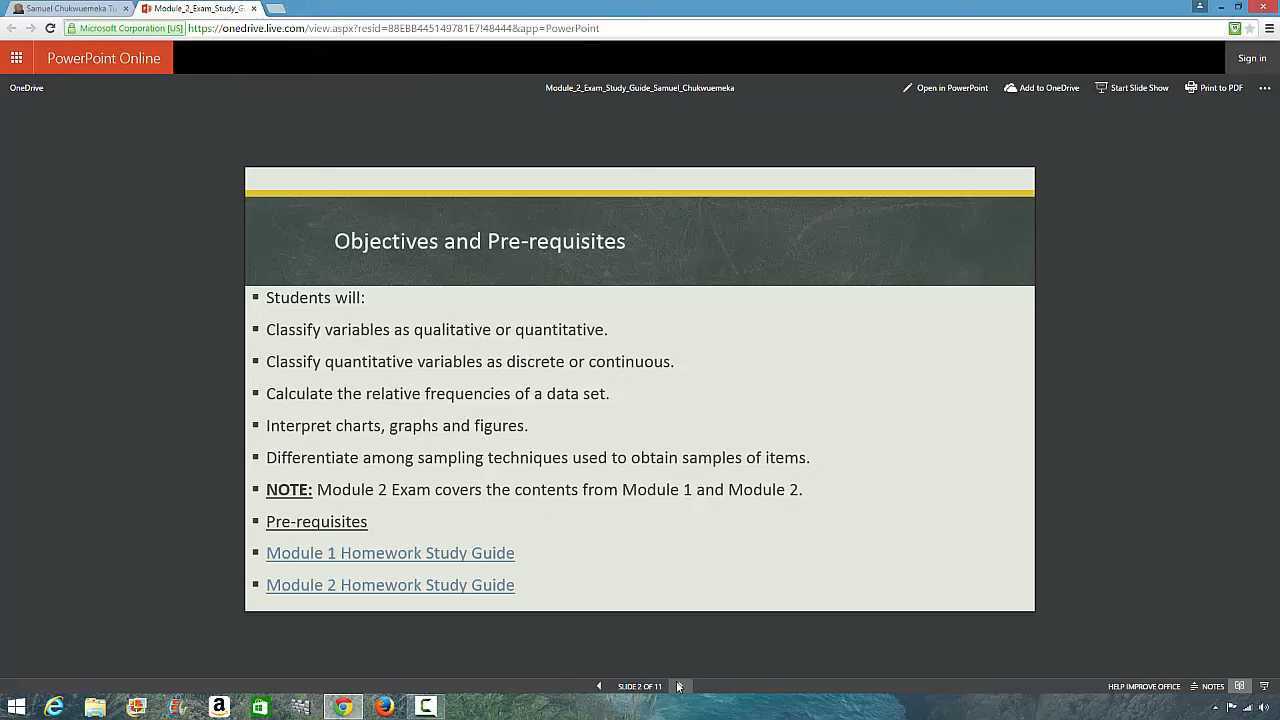 Samuel Chukwuemeka Tu
Module_2_Exam_Study_G
Microsoft Corporation [US]
https://onedrive.live.com/view.aspx?resid=88EBB445149781E7!48444&app=PowerPoint
PowerPoint Online
Sign in
OneDrive
Module_2_Exam_Study_Guide_Samuel_Chukwuemeka
Open in PowerPoint
Add to OneDrive
Start Slide Show
Print to PDF
Objectives and Pre-requisites
Students will:
Classify variables as qualitative or quantitative.
Classify quantitative variables as discrete or continuous.
Calculate the relative frequencies of a data set.
Interpret charts, graphs and figures.
Differentiate among sampling techniques used to obtain samples of items.
NOTE: Module 2 Exam covers the contents from Module 1 and Module 2.
Pre-requisites
Module 1 Homework Study Guide
Module 2 Homework Study Guide
SLIDE 2 OF 11
HELP IMPROVE OFFICE
NOTES